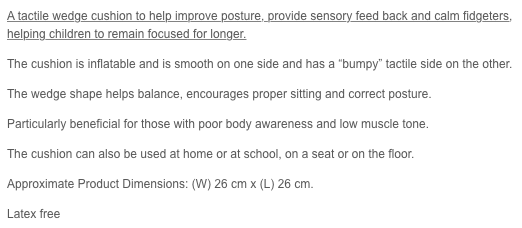 A tactile wedge cushion to help improve posture, provide sensory feed back and calm fidgeters,
helping children to remain focused for longer.
The cushion is inflatable and is smooth on one side and has a “bumpy” tactile side on the other.
The wedge shape helps balance, encourages proper sitting and correct posture.
Particularly beneficial for those with poor body awareness and low muscle tone.
The cushion can also be used at home or at school, on a seat or on the floor.
Approximate Product Dimensions: (W) 26 cm x (L) 26 cm.
Latex free